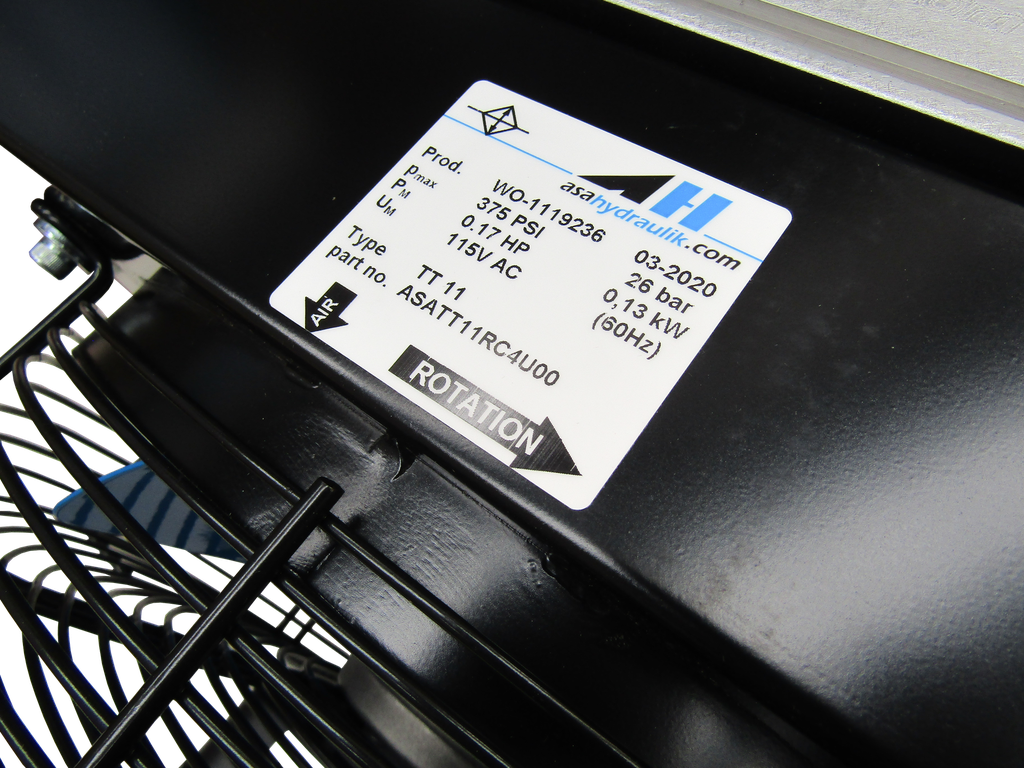 AH
asahydraulik.com
Prod. WO-1119236 03-2020
pmax 375 PSI 26 bar
PM 0.17 HP 0,13 kW
UM 115V AC (60Hz)
Type TT 11
part no. ASATT11RC4U00
AIR
ROTATION